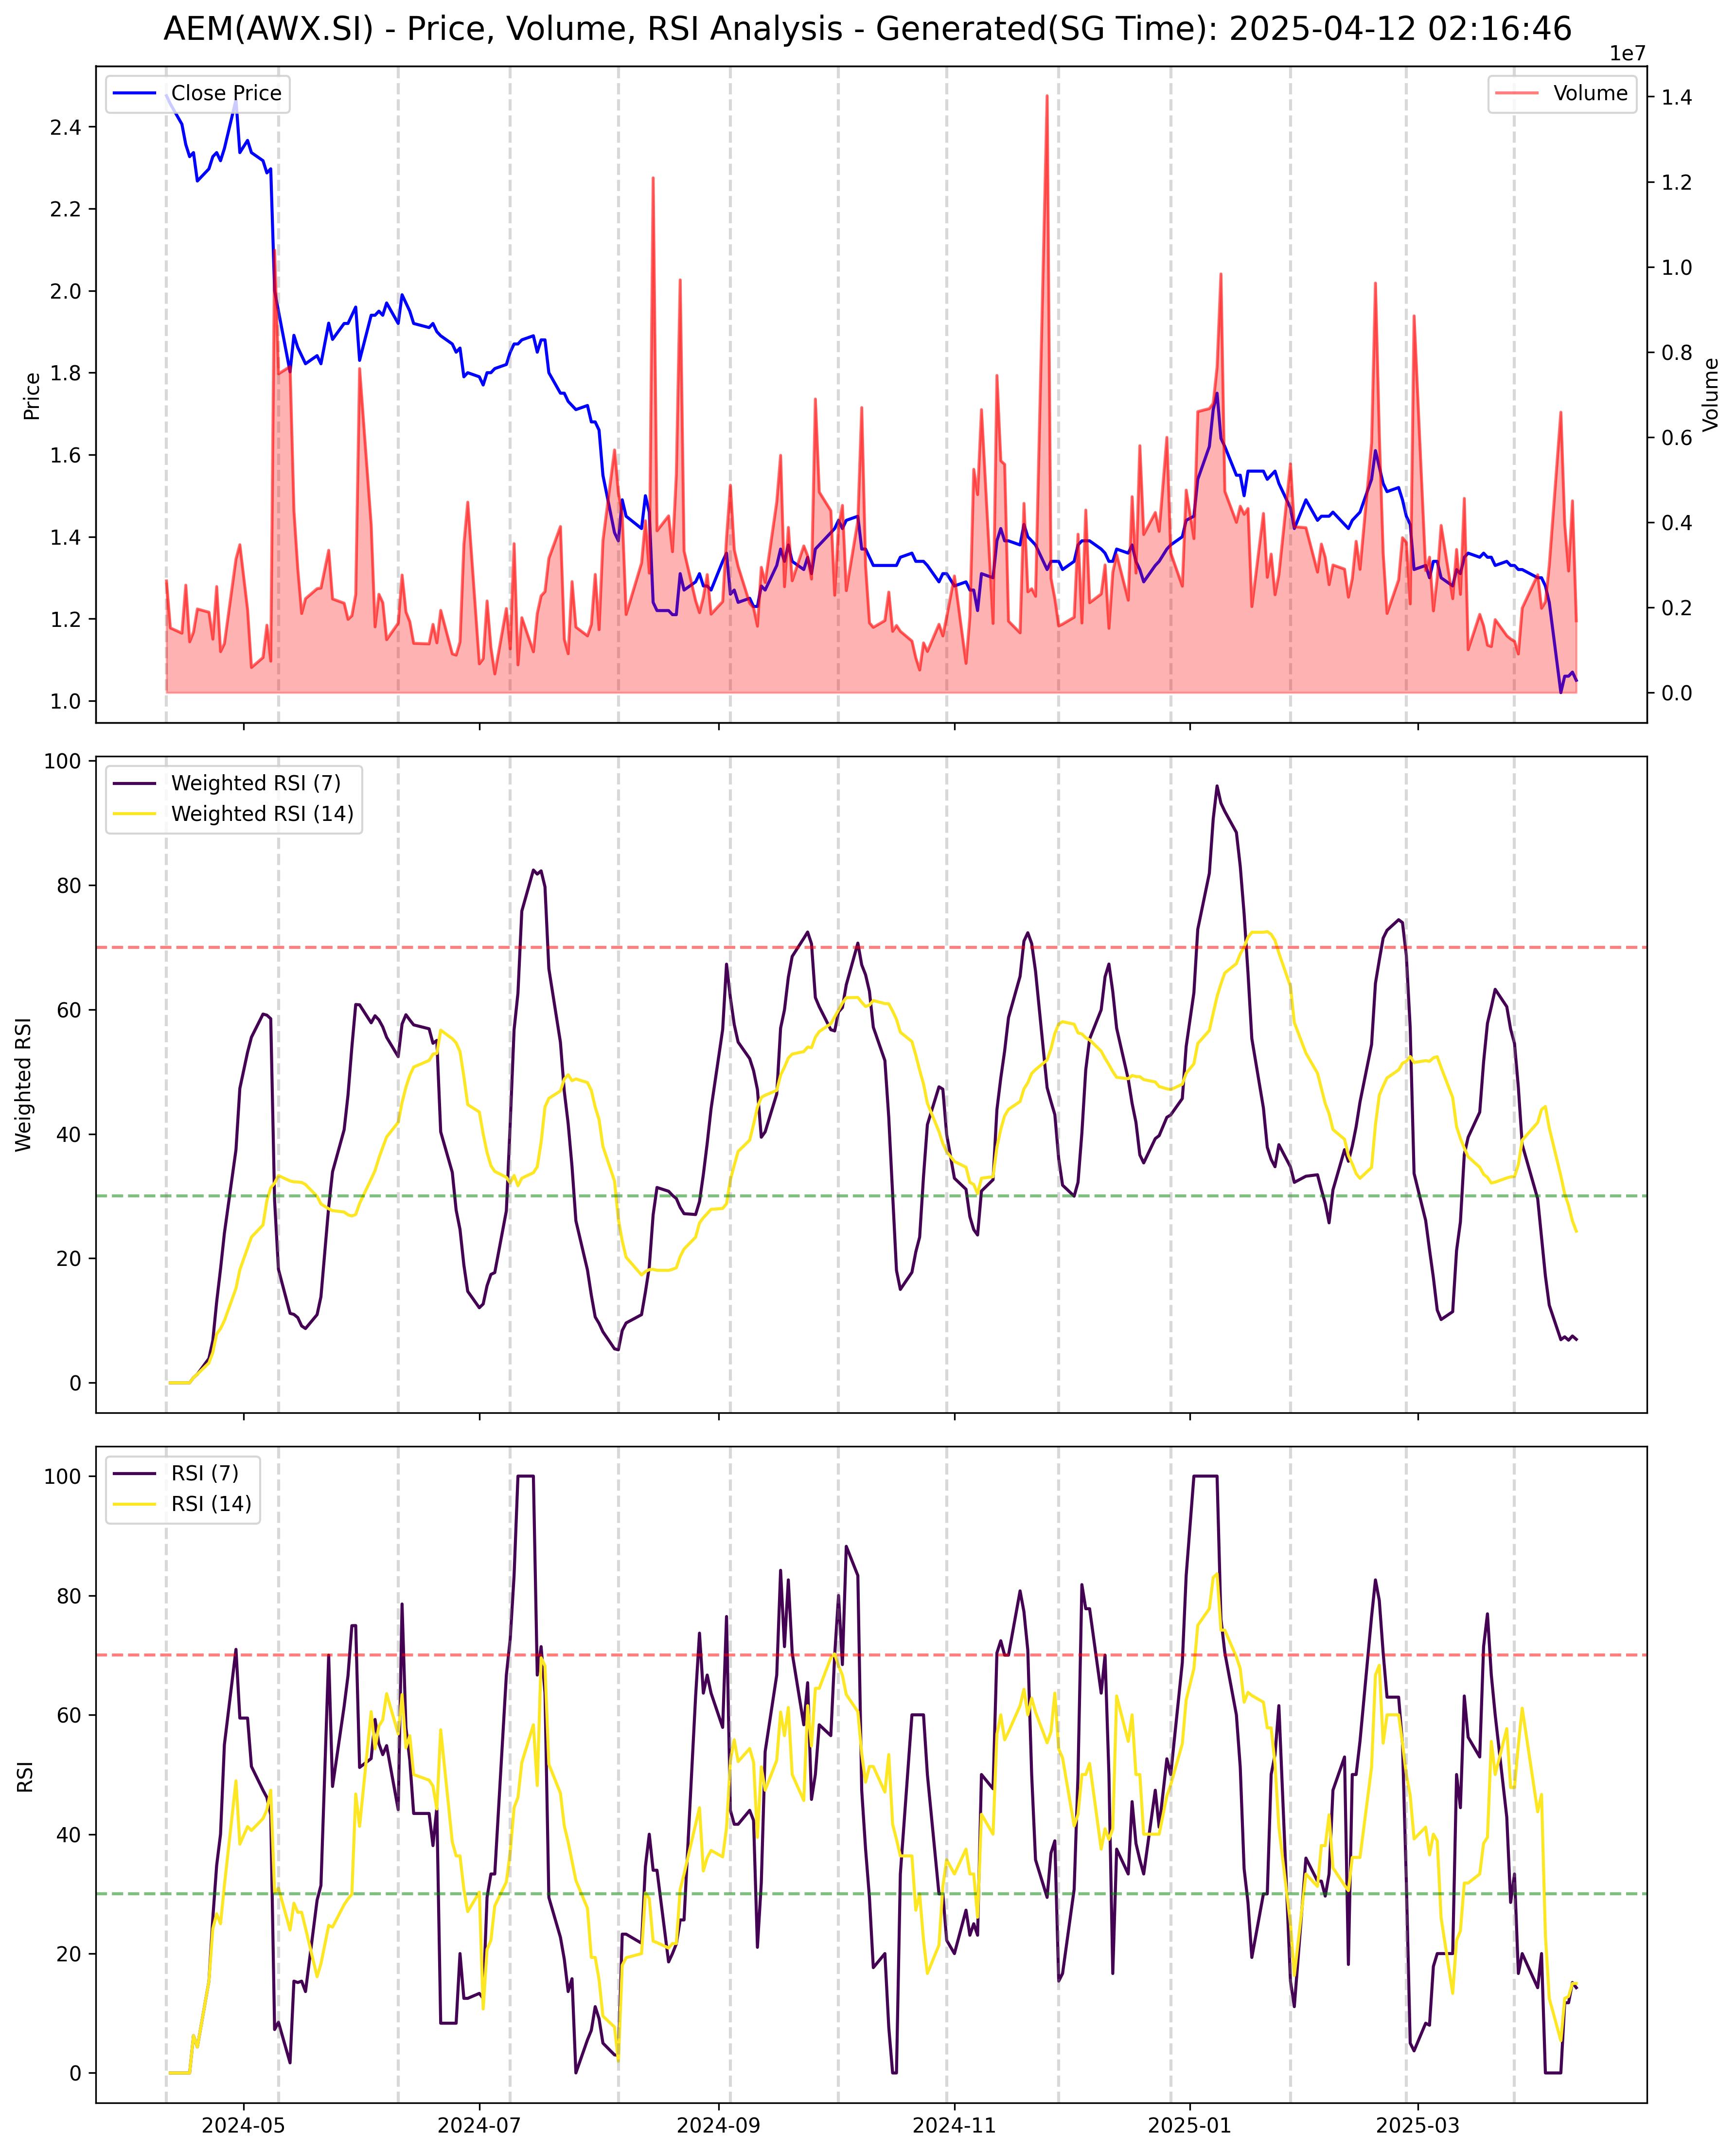 AEM(AWX.SI) - Price, Volume, RSI Analysis - Generated(SG Time): 2025-04-12 02:16:46
1e7
Close Price
Volume
2.4
2.2
2.0
1.8
1.6
1.4
1.2
1.0
Price
1.4
1.2
1.0
0.8
0.6
0.4
0.2
0.0
Volume
Weighted RSI (7)
Weighted RSI (14)
100
80
60
40
20
0
Weighted RSI
RSI (7)
RSI (14)
100
80
60
40
20
0
RSI
2024-05
2024-07
2024-09
2024-11
2025-01
2025-03